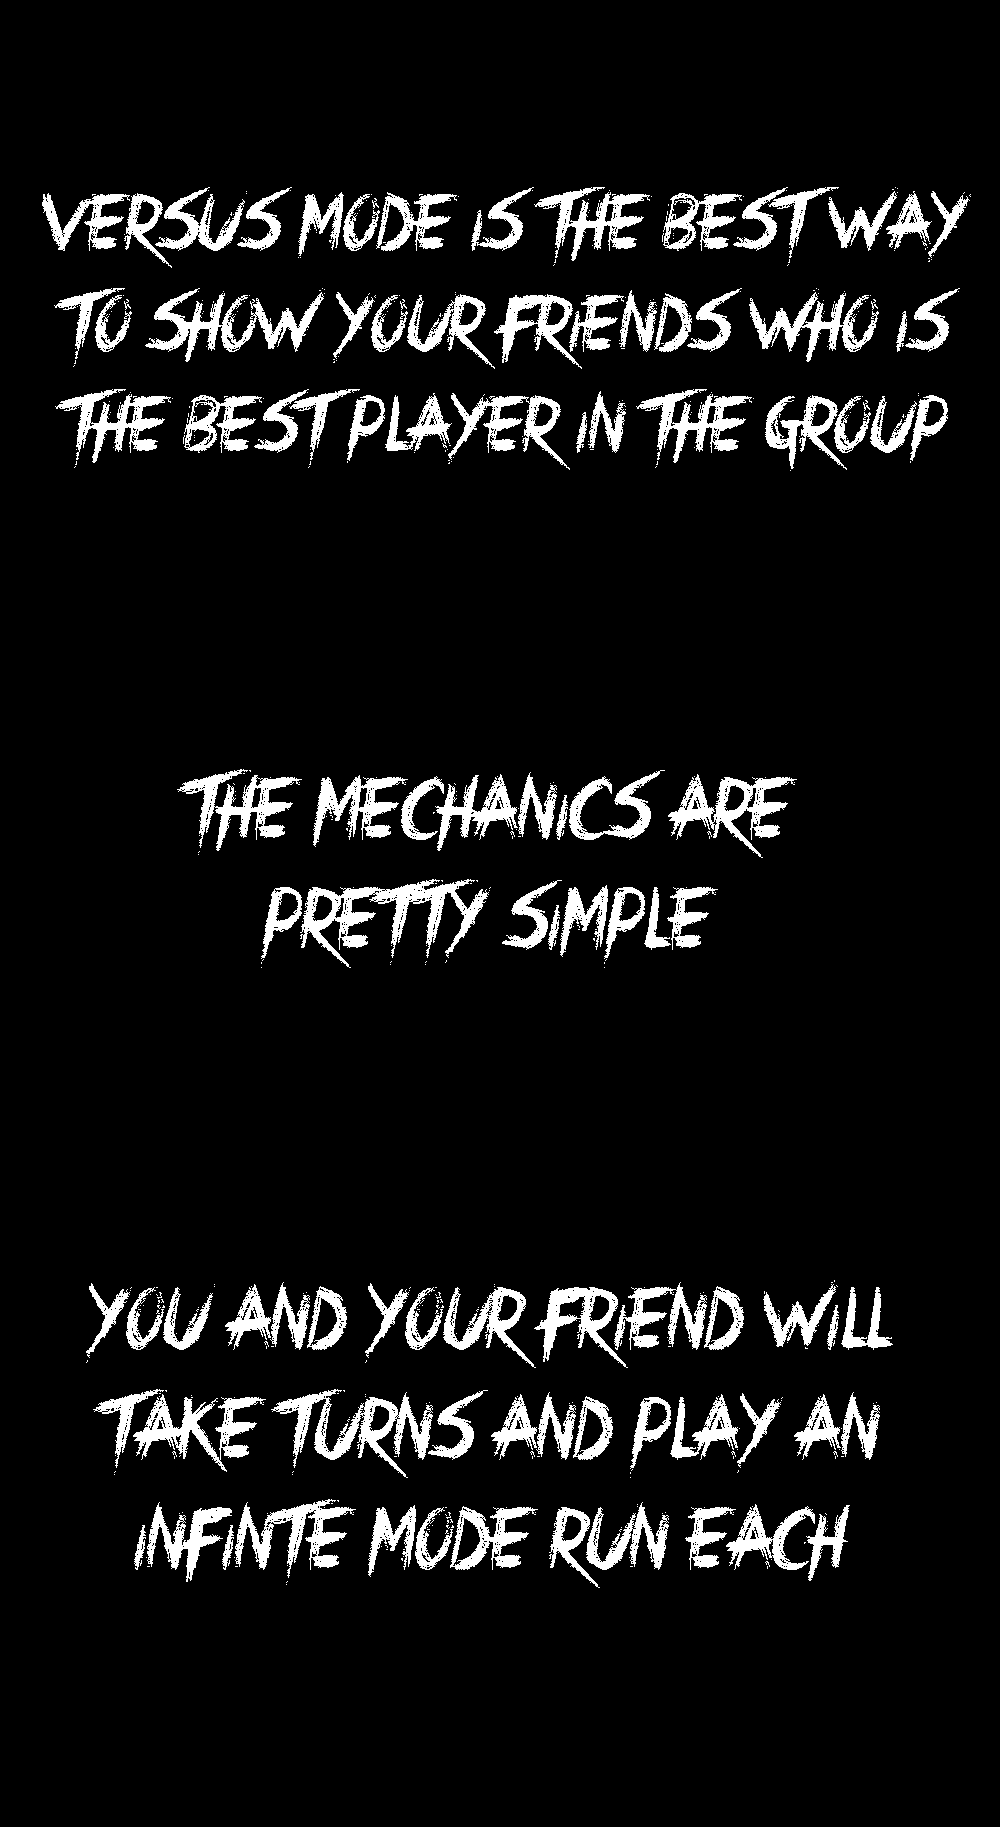 VERSUS MODE IS THE BEST WAY
TO SHOW YOUR FRIENDS WHO IS
THE BEST PLAYER IN THE GROUP
THE MECHANICS ARE
PRETTY SIMPLE
YOU AND YOUR FRIEND WILL
TAKE TURNS AND PLAY AN
INFINTE MODE RUN EACH